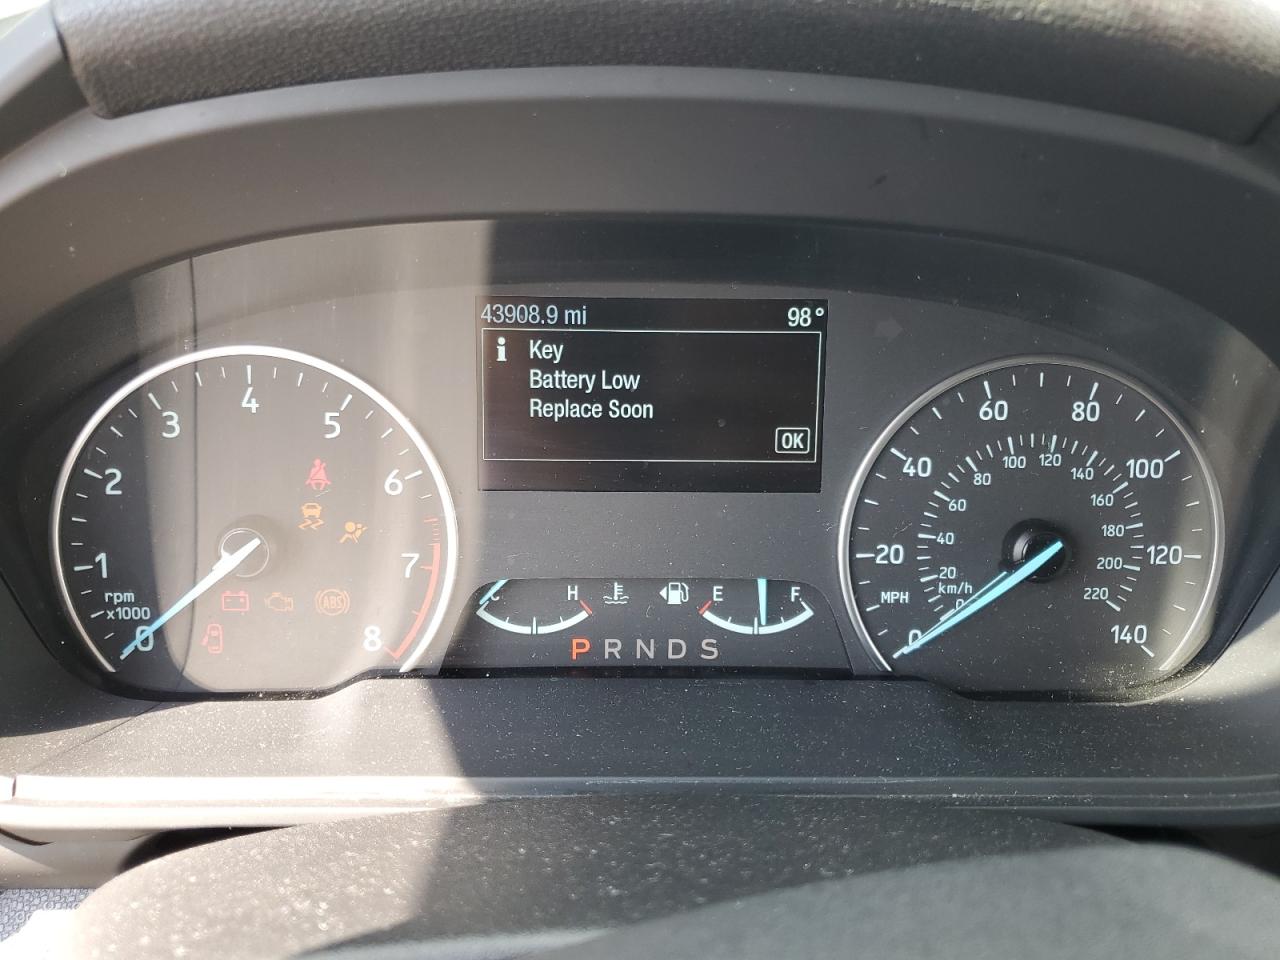 43908.9 mi 98°
i Key
Battery Low
Replace Soon
OK
0 1 2 3 4 5 6 7 8
rpm
x1000
ABS
C H E F
P R N D S
0 20 40 60 80 100 120 140
MPH
0 20 40 60 80 100 120 140 160 180 200 220
km/h